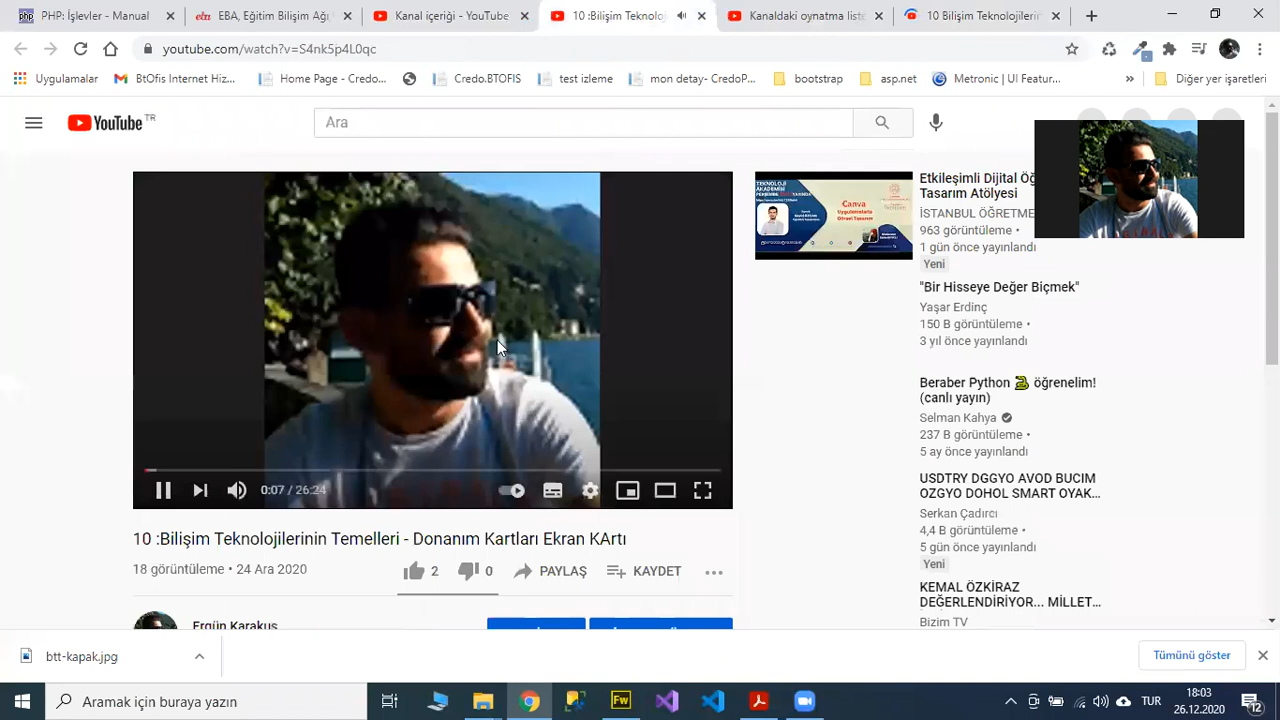 PHP: İşlevler - Manual
EBA, Eğitim Bilişim Ağı
Kanal içeriği - YouTube
10 :Bilişim Teknoloji
Kanaldaki oynatma liste
10 Bilişim Teknolojilerin
youtube.com/watch?v=S4nk5p4L0qc
Uygulamalar
BtOfis Internet Hiz...
Home Page - Credo...
Credo.BTOFIS
test izleme
mon detay- CredoP...
bootstrap
asp.net
Metronic | UI Featur...
»
Diğer yer işaretleri
YouTube TR
Ara
TEKNOLOJİ
AKADEMİM
Canva
Etkileşimli Dijital Öğ
Tasarım Atölyesi
İSTANBUL ÖĞRETME
963 görüntüleme •
1 gün önce yayınlandı
Yeni
"Bir Hisseye Değer Biçmek"
Yaşar Erdinç
150 B görüntüleme •
3 yıl önce yayınlandı
Beraber Python öğrenelim!
(canlı yayın)
Selman Kahya
237 B görüntüleme •
5 ay önce yayınlandı
USDTRY DGGYO AVOD BUCIM
OZGYO DOHOL SMART OYAK...
Serkan Çadırcı
4,4 B görüntüleme •
5 gün önce yayınlandı
Yeni
KEMAL ÖZKİRAZ
DEĞERLENDİRİYOR... MİLLET...
Bizim TV
0:07 / 26:24
10 :Bilişim Teknolojilerinin Temelleri - Donanım Kartları Ekran KArtı
18 görüntüleme • 24 Ara 2020
2
0
PAYLAŞ
KAYDET
Ergün Karakuş
btt-kapak.jpg
Tümünü göster
Aramak için buraya yazın
Fw
TUR
18:03
26.12.2020
12